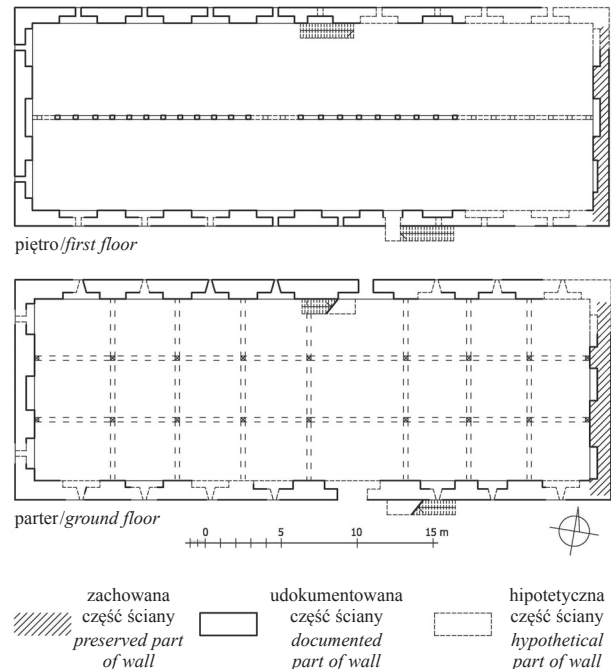 piętro/first floor
parter/ground floor
0 5 10 15 m
zachowana
część ściany
preserved part
of wall
udokumentowana
część ściany
documented
part of wall
hipotetyczna
część ściany
hypothetical
part of wall